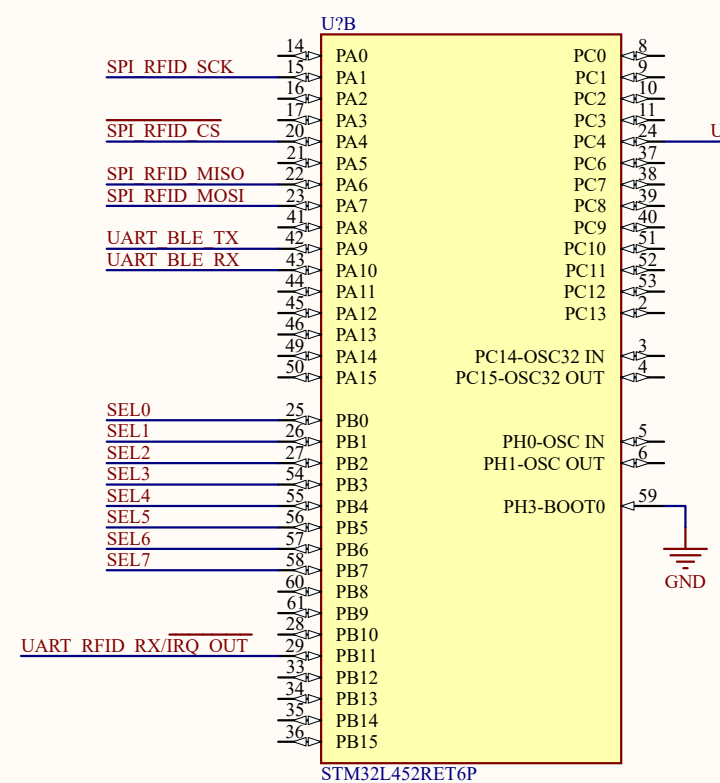 U?B
14 PA0 PC0 8
SPI_RFID_SCK 15 PA1 PC1 9
16 PA2 PC2 10
17 PA3 PC3 11
SPI_RFID_CS 20 PA4 PC4 24 U
21 PA5 PC6 37
SPI_RFID_MISO 22 PA6 PC7 38
SPI_RFID_MOSI 23 PA7 PC8 39
41 PA8 PC9 40
UART_BLE_TX 42 PA9 PC10 51
UART_BLE_RX 43 PA10 PC11 52
44 PA11 PC12 53
45 PA12 PC13 2
46 PA13
49 PA14 PC14-OSC32 IN 3
50 PA15 PC15-OSC32 OUT 4
SEL0 25 PB0
SEL1 26 PB1 PH0-OSC IN 5
SEL2 27 PB2 PH1-OSC OUT 6
SEL3 54 PB3
SEL4 55 PB4 PH3-BOOT0 59
SEL5 56 PB5
SEL6 57 PB6
SEL7 58 PB7
GND
60 PB8
61 PB9
28 PB10
UART_RFID_RX/IRQ_OUT 29 PB11
33 PB12
34 PB13
35 PB14
36 PB15
STM32L452RET6P